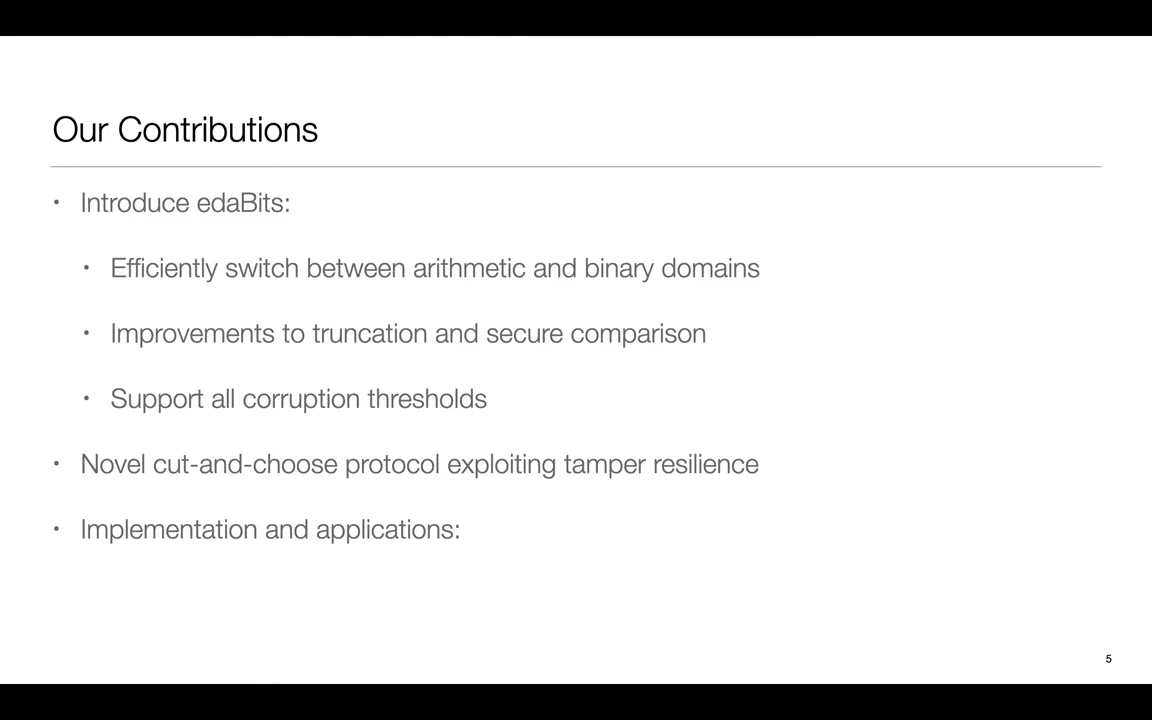 Our Contributions
• Introduce edaBits:
• Efficiently switch between arithmetic and binary domains
• Improvements to truncation and secure comparison
• Support all corruption thresholds
• Novel cut-and-choose protocol exploiting tamper resilience
• Implementation and applications:
5